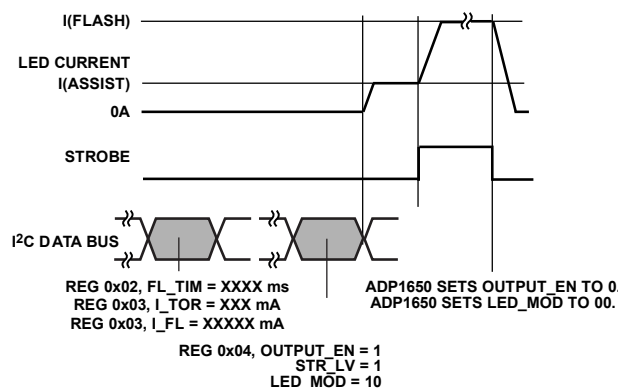 I(FLASH)
LED CURRENT
I(ASSIST)
0A
STROBE
I²C DATA BUS
REG 0x02, FL_TIM = XXXX ms
REG 0x03, I_TOR = XXX mA
REG 0x03, I_FL = XXXXX mA
ADP1650 SETS OUTPUT_EN TO 0.
ADP1650 SETS LED_MOD TO 00.
REG 0x04, OUTPUT_EN = 1
STR_LV = 1
LED_MOD = 10